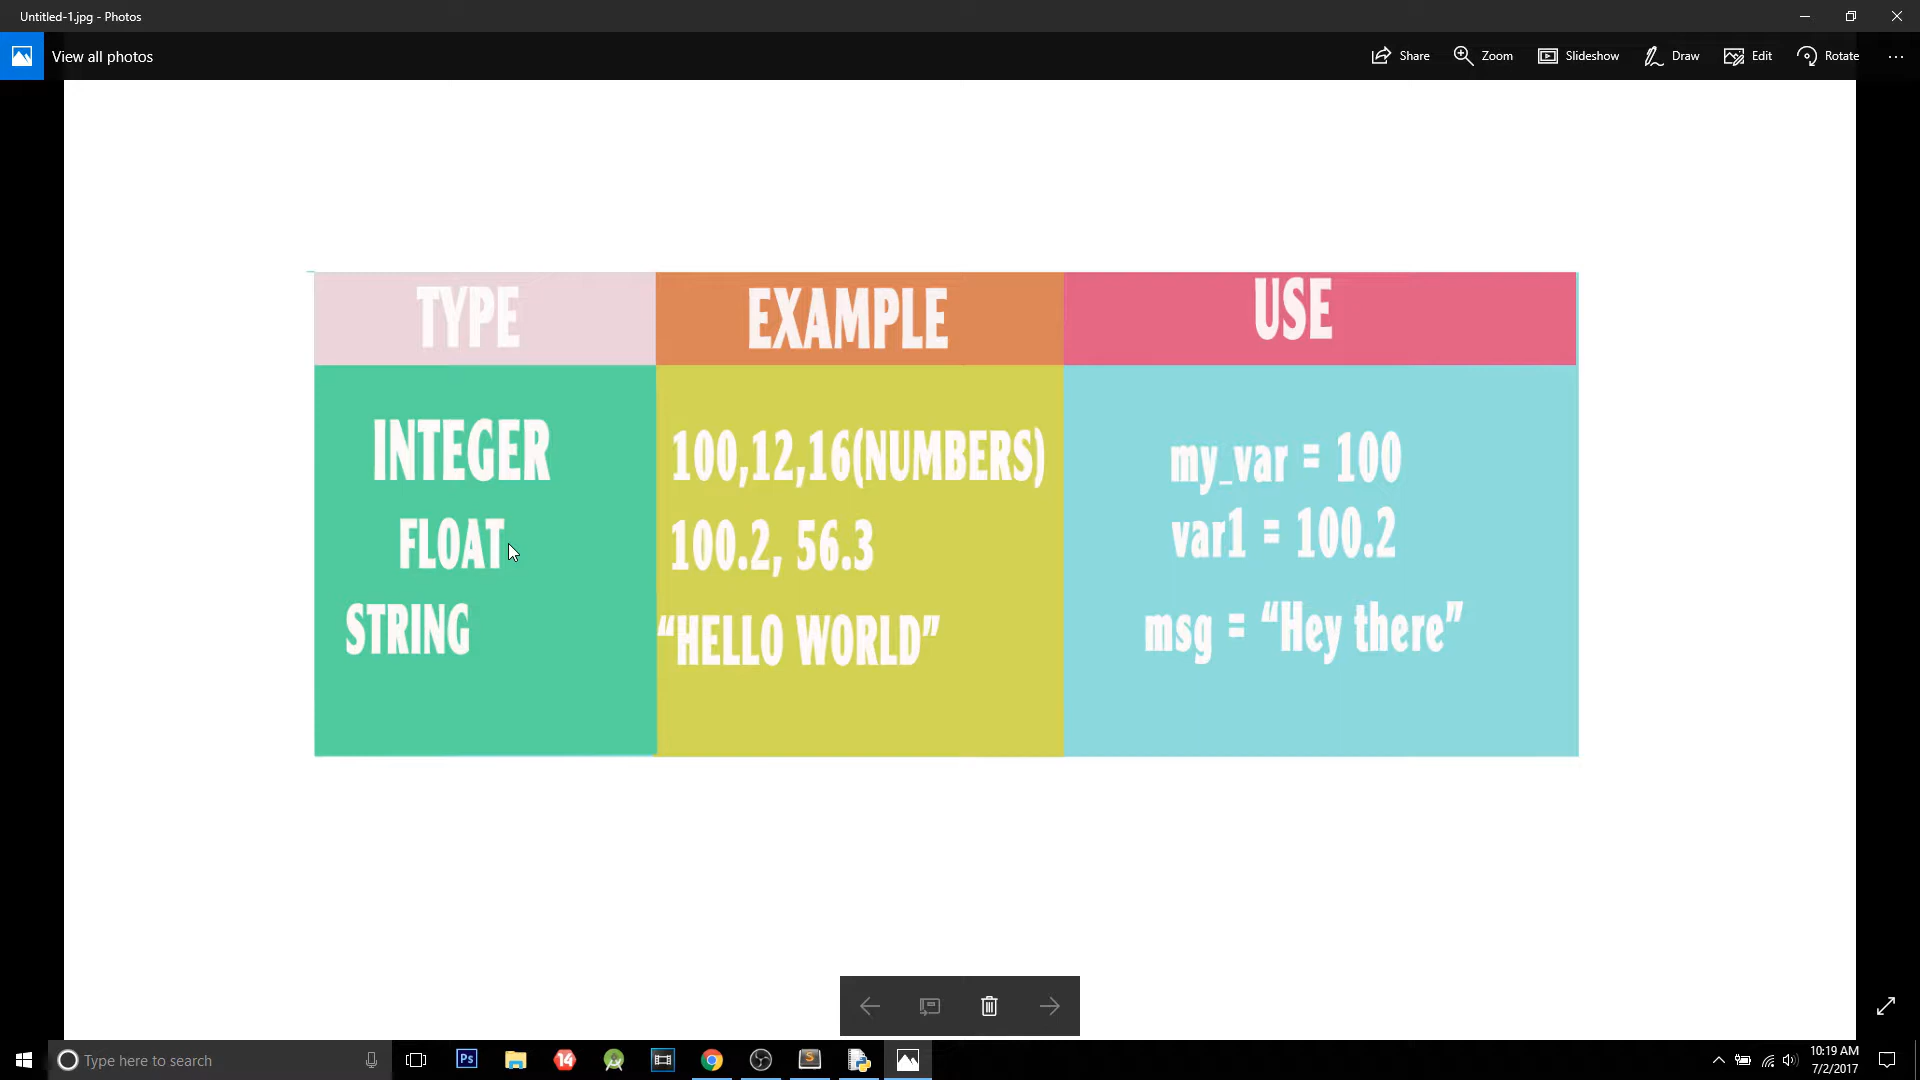 Untitled-1.jpg - Photos
View all photos
Share Zoom Slideshow Draw Edit Rotate
TYPE EXAMPLE USE
INTEGER 100,12,16(NUMBERS) my_var = 100
FLOAT 100.2, 56.3 var1 = 100.2
STRING “HELLO WORLD” msg = “Hey there”
Type here to search
Ps
14
S
10:19 AM
7/2/2017